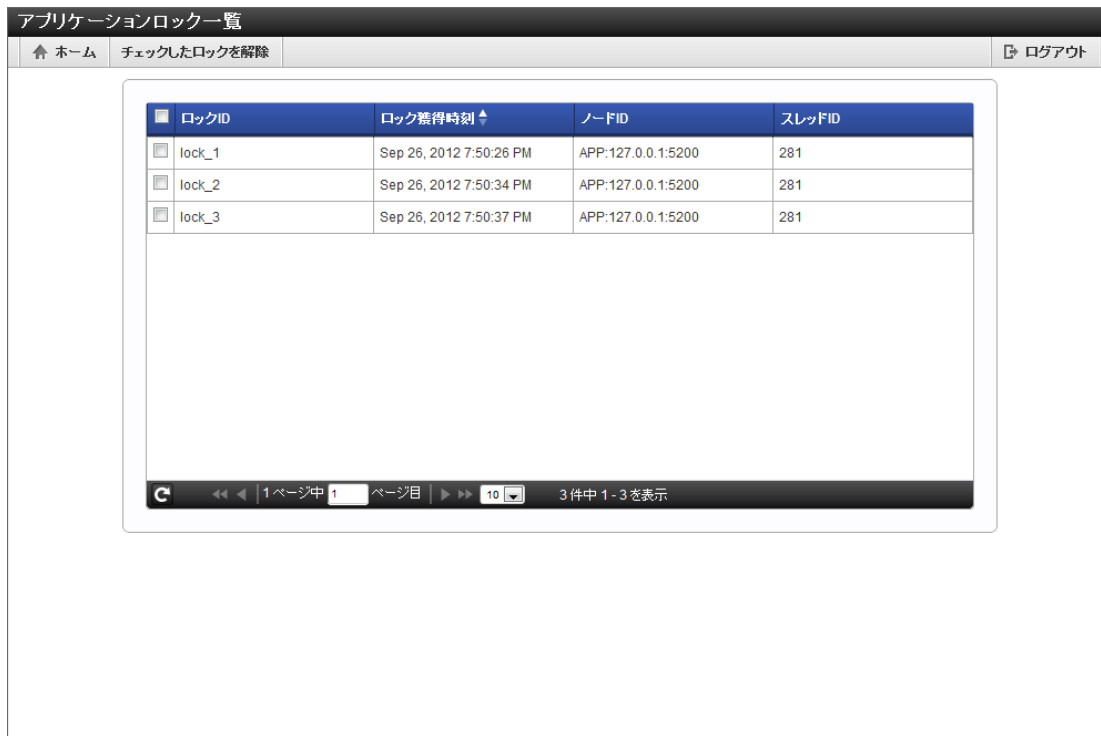 アプリケーションロック一覧
ホーム チェックしたロックを解除 ログアウト
ロックID ロック獲得時刻 ノードID スレッドID
lock_1 Sep 26, 2012 7:50:26 PM APP:127.0.0.1:5200 281
lock_2 Sep 26, 2012 7:50:34 PM APP:127.0.0.1:5200 281
lock_3 Sep 26, 2012 7:50:37 PM APP:127.0.0.1:5200 281
1 ページ中 1 ページ目 10 3 件中 1 - 3 を表示